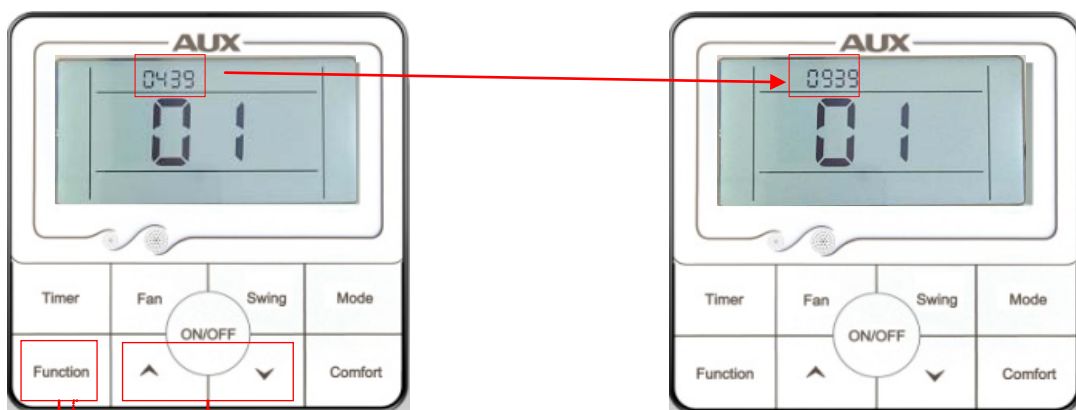 AUX
0439
01
Timer
Fan
Swing
Mode
ON/OFF
Function
Comfort
AUX
0939
01
Timer
Fan
Swing
Mode
ON/OFF
Function
Comfort